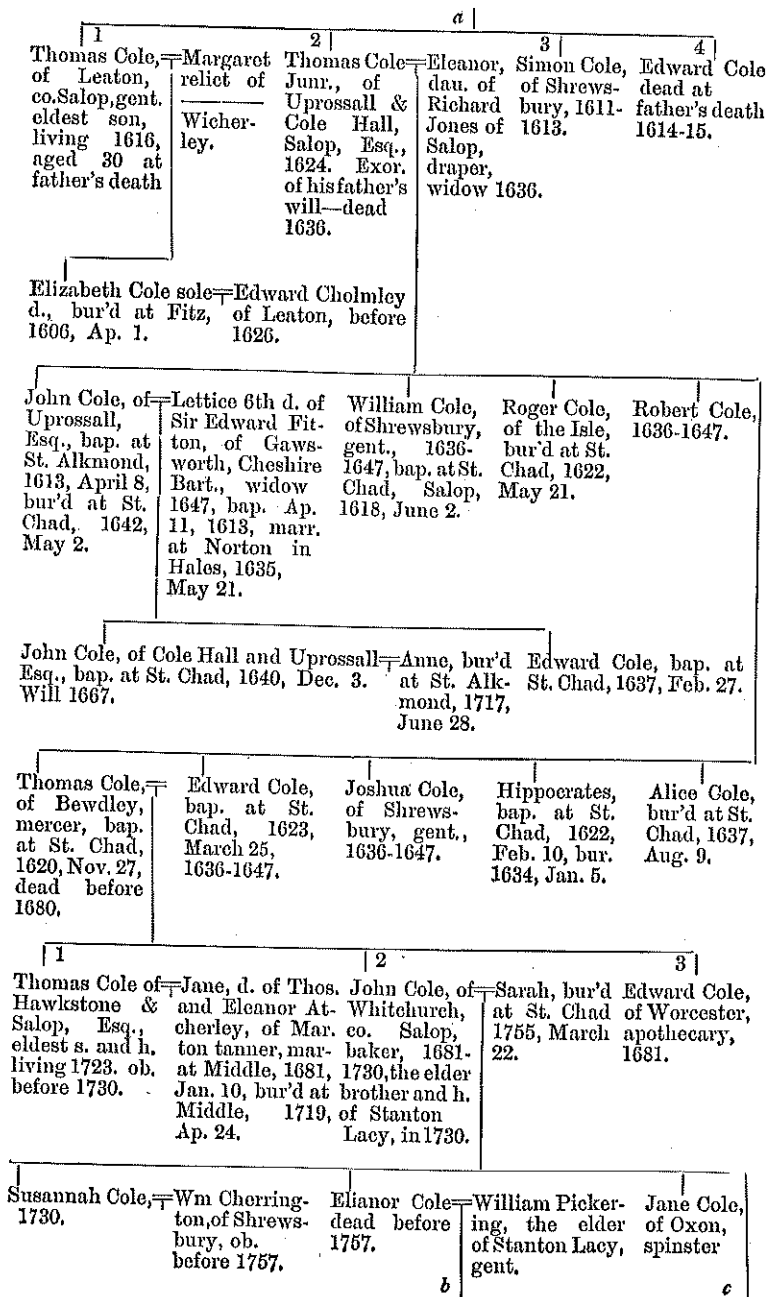 a
1
Thomas Cole,
of Leaton,
co.Salop,gent.
eldest son,
living 1616,
aged 30 at
father's death
Margaret
relict of
Wicher-
ley.
2
Thomas Cole
Junr., of
Uprossall &
Cole Hall,
Salop, Esq.,
1624. Exor.
of his father's
will—dead
1636.
Eleanor,
dau. of
Richard
Jones of
Salop,
draper,
widow 1636.
3
Simon Cole,
of Shrews-
bury, 1611-
1613.
4
Edward Cole
dead at
father's death
1614-15.
Elizabeth Cole sole
d., bur'd at Fitz,
1606, Ap. 1.
Edward Cholmley
of Leaton, before
1626.
John Cole, of
Uprossall,
Esq., bap. at
St. Alkmond,
1613, April 8,
bur'd at St.
Chad, 1642,
May 2.
Lettice 6th d. of
Sir Edward Fit-
ton, of Gaws-
worth, Cheshire
Bart., widow
1647, bap. Ap.
11, 1613, marr.
at Norton in
Hales, 1635,
May 21.
William Cole,
of Shrewsbury,
gent., 1636-
1647, bap. at St.
Chad, Salop,
1618, June 2.
Roger Cole,
of the Isle,
bur'd at St.
Chad, 1622,
May 21.
Robert Cole,
1636-1647.
John Cole, of Cole Hall and Uprossall
Esq., bap. at St. Chad, 1640, Dec. 3.
Will 1667.
Anne, bur'd
at St. Alk-
mond, 1717,
June 28.
Edward Cole, bap. at
St. Chad, 1637, Feb. 27.
Thomas Cole,
of Bewdley,
mercer, bap.
at St. Chad,
1620, Nov. 27,
dead before
1680.
Edward Cole,
bap. at St.
Chad, 1623,
March 25,
1636-1647.
Joshua Cole,
of Shrews-
bury, gent.,
1636-1647.
Hippocrates,
bap. at St.
Chad, 1622,
Feb. 10, bur.
1634, Jan. 5.
Alice Cole,
bur'd at St.
Chad, 1637,
Aug. 9.
1
Thomas Cole of
Hawkstone &
Salop, Esq.,
eldest s. and h.
living 1723. ob.
before 1730.
Jane, d. of Thos.
and Eleanor At-
cherley, of Mar-
ton tanner, mar-
at Middle, 1681,
Jan. 10, bur'd at
Middle, 1719,
Ap. 24.
2
John Cole, of
Whitchurch,
co. Salop,
baker, 1681-
1730, the elder
brother and h.
of Stanton
Lacy, in 1730.
Sarah, bur'd
at St. Chad
1755, March
22.
3
Edward Cole,
of Worcester,
apothecary,
1681.
Susannah Cole,
1730.
Wm Cherring-
ton, of Shrews-
bury, ob.
before 1757.
Elianor Cole
dead before
1757.
William Picker-
ing, the elder
of Stanton Lacy,
gent.
Jane Cole,
of Oxon,
spinster
b
c